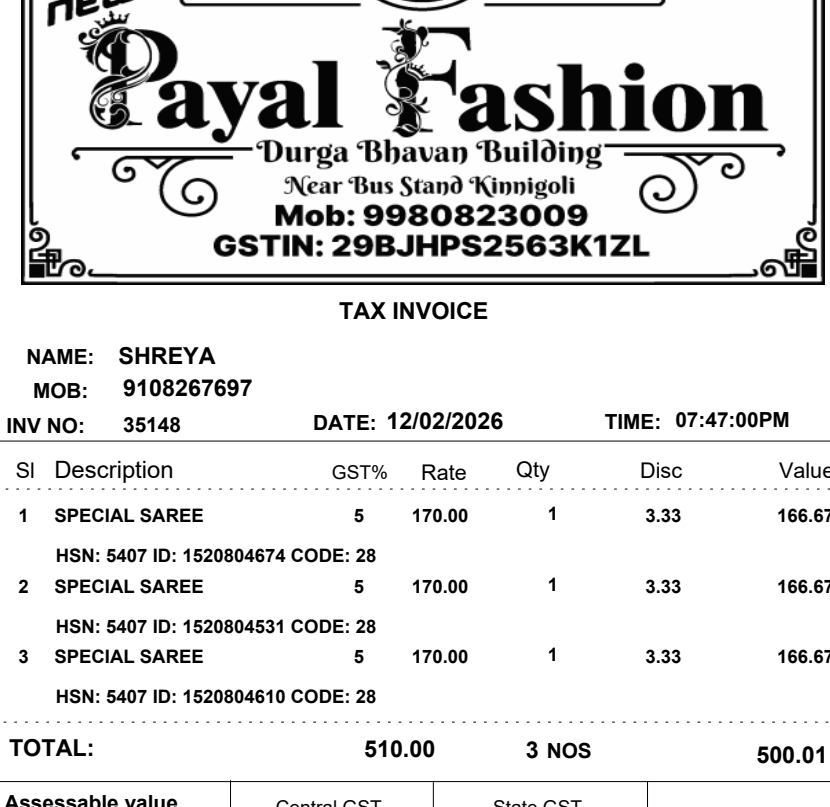 new
Payal Fashion
Durga Bhavan Building
Near Bus Stand Kinnigoli
Mob: 9980823009
GSTIN: 29BJHPS2563K1ZL
TAX INVOICE
NAME: SHREYA
MOB: 9108267697
INV NO: 35148 DATE: 12/02/2026 TIME: 07:47:00PM
Sl Description GST% Rate Qty Disc Value
1 SPECIAL SAREE 5 170.00 1 3.33 166.67
HSN: 5407 ID: 1520804674 CODE: 28
2 SPECIAL SAREE 5 170.00 1 3.33 166.67
HSN: 5407 ID: 1520804531 CODE: 28
3 SPECIAL SAREE 5 170.00 1 3.33 166.67
HSN: 5407 ID: 1520804610 CODE: 28
TOTAL: 510.00 3 NOS 500.01
Assessable value Central GST State GST